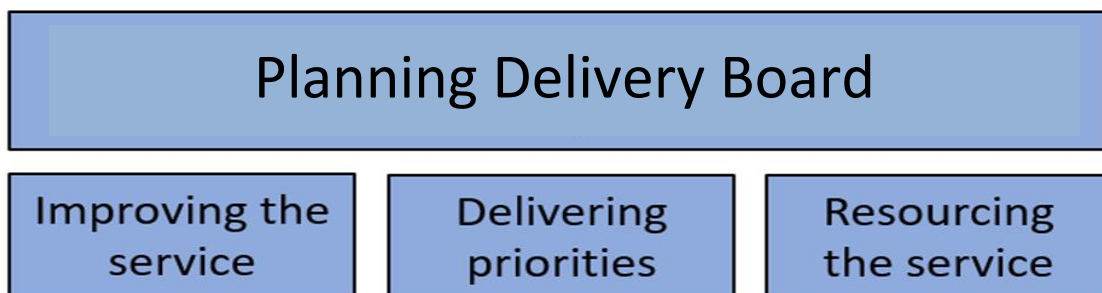 Planning Delivery Board
Improving the
service
Delivering
priorities
Resourcing
the service